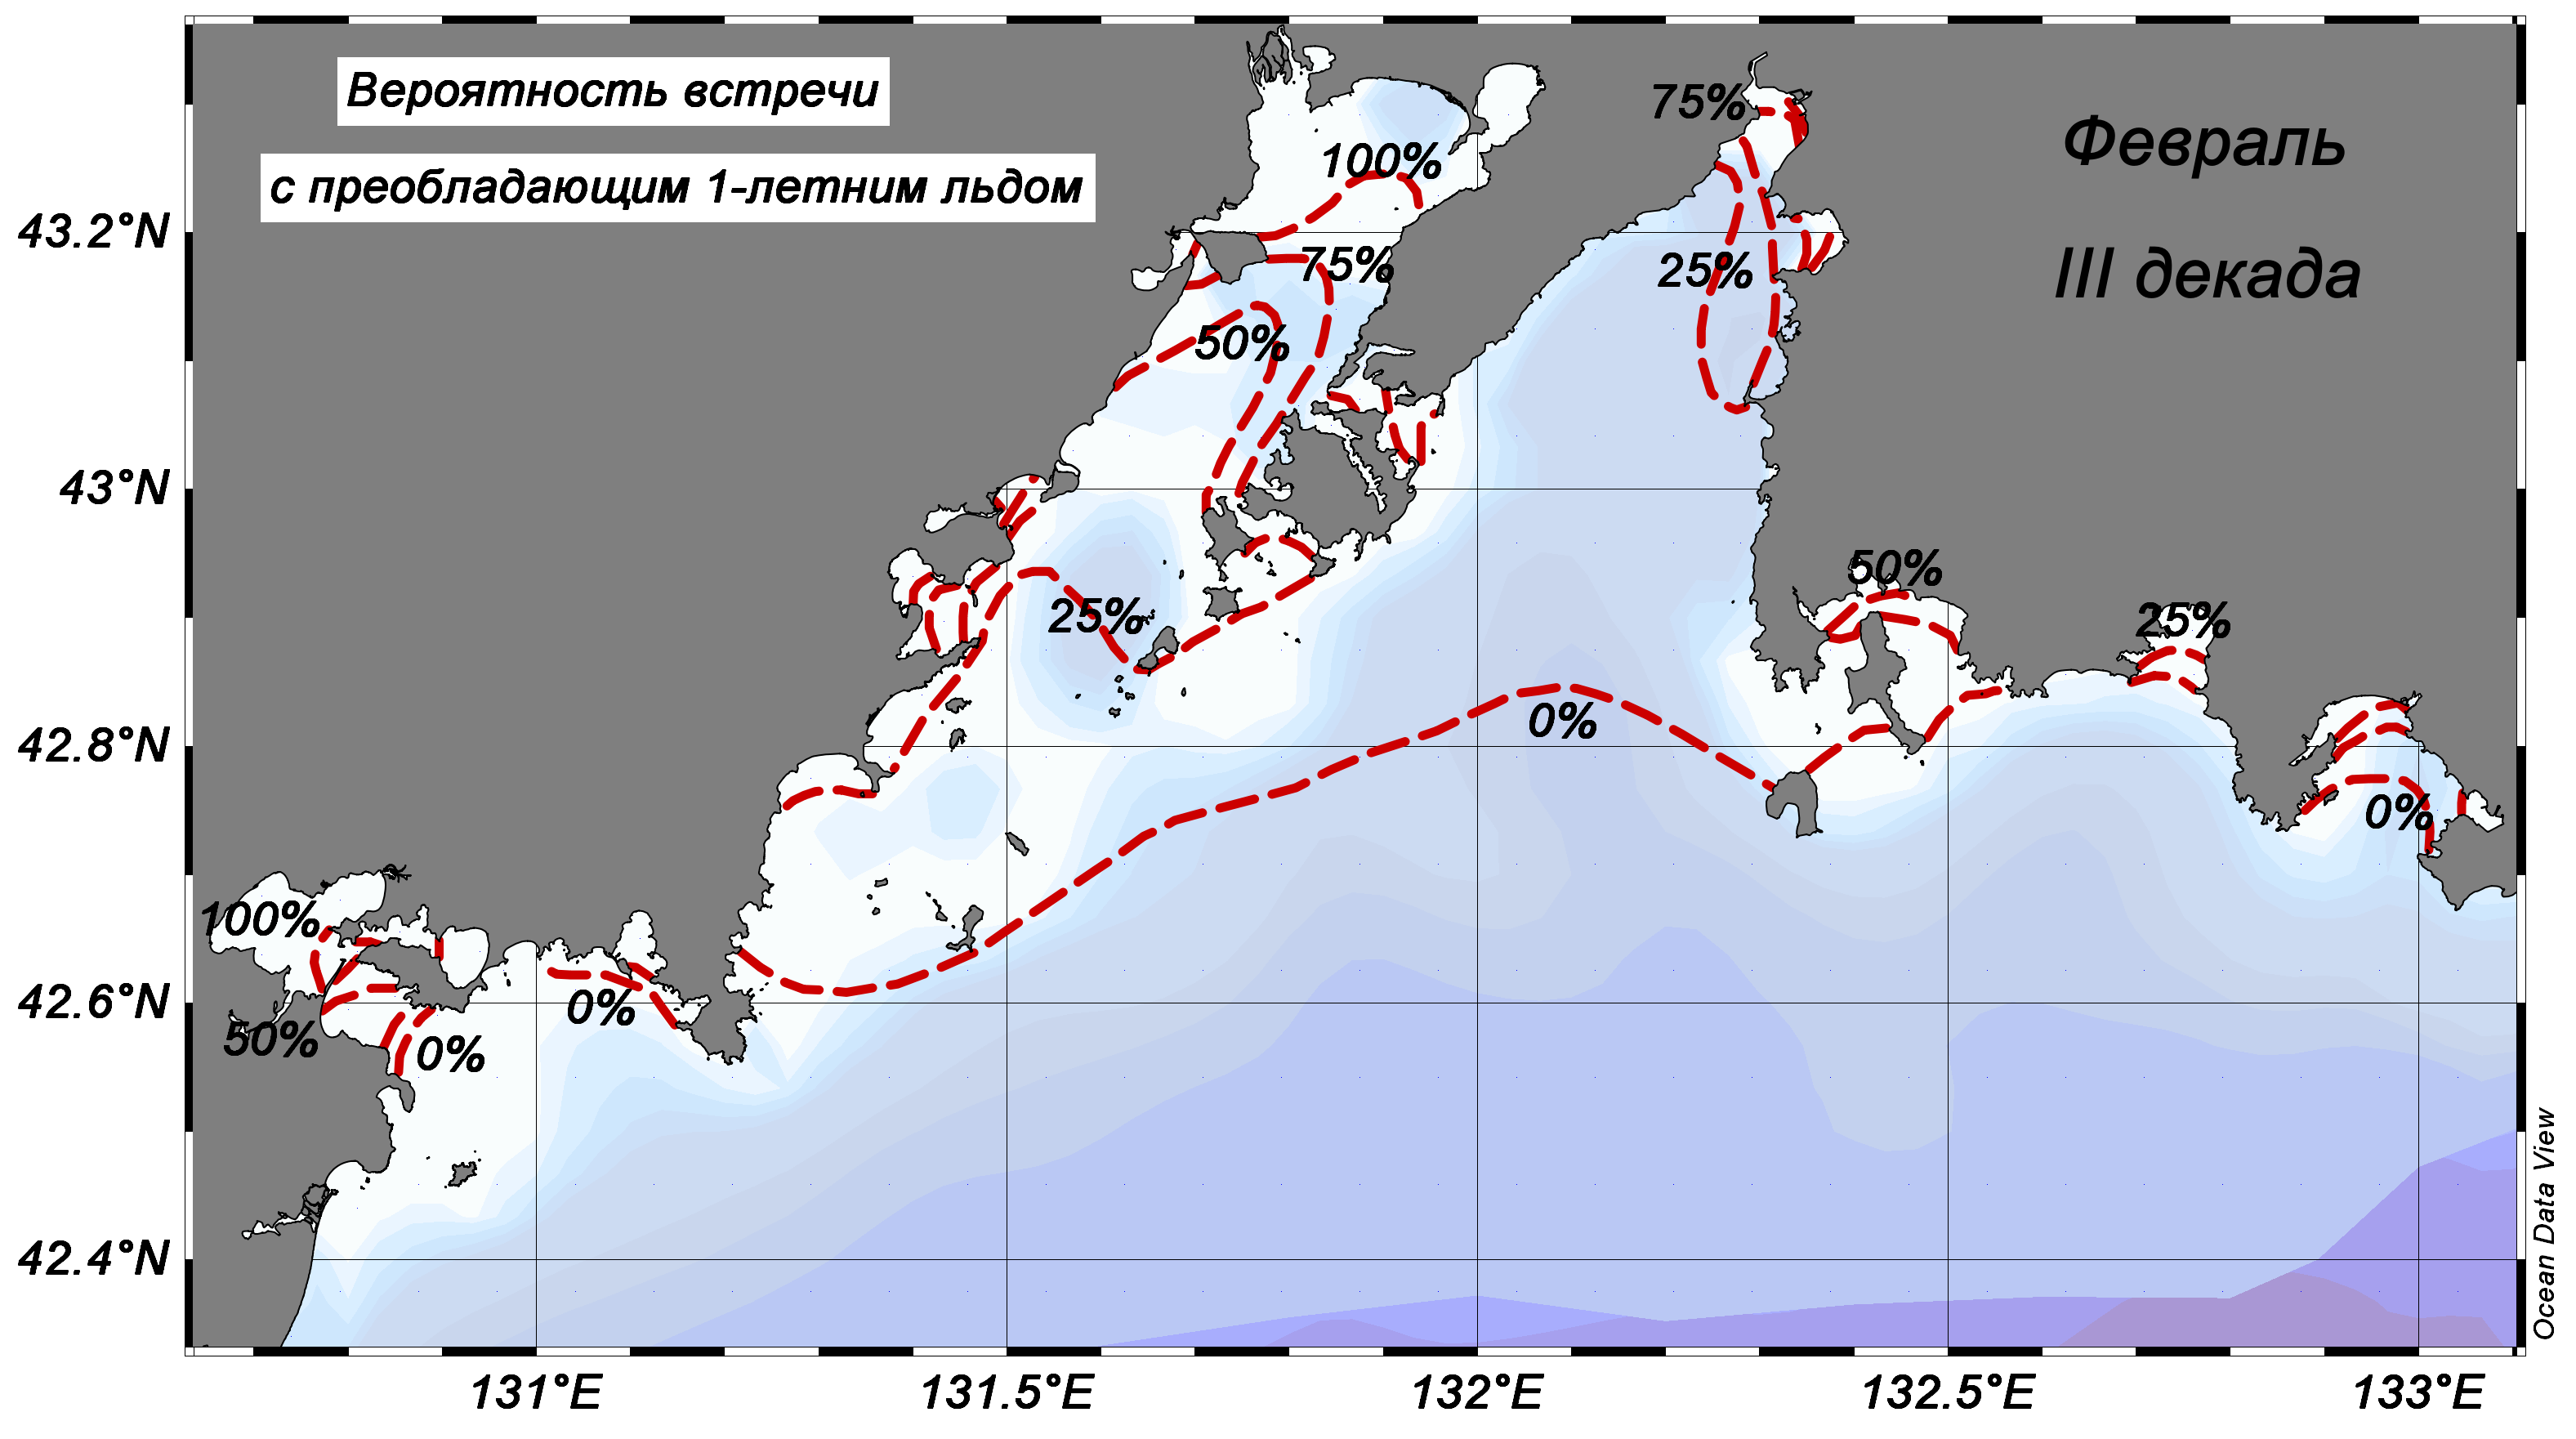 Вероятность встречи
с преобладающим 1-летним льдом
Февраль
III декада
75%
100%
43.2°N
75%
25%
50%
43°N
50%
25%
25%
0%
42.8°N
0%
100%
42.6°N
0%
50%
0%
42.4°N
131°E
131.5°E
132°E
132.5°E
133°E
Ocean Data View